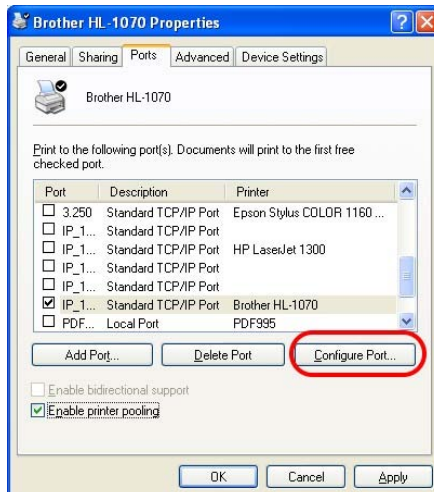 Brother HL-1070 Properties
General Sharing Ports Advanced Device Settings
Brother HL-1070
Print to the following port(s). Documents will print to the first free
checked port.
Port Description Printer
3.250 Standard TCP/IP Port Epson Stylus COLOR 1160 ...
IP_1... Standard TCP/IP Port
IP_1... Standard TCP/IP Port HP LaserJet 1300
IP_1... Standard TCP/IP Port
IP_1... Standard TCP/IP Port
IP_1... Standard TCP/IP Port Brother HL-1070
PDF... Local Port PDF995
Add Port... Delete Port Configure Port...
Enable bidirectional support
Enable printer pooling
OK Cancel Apply